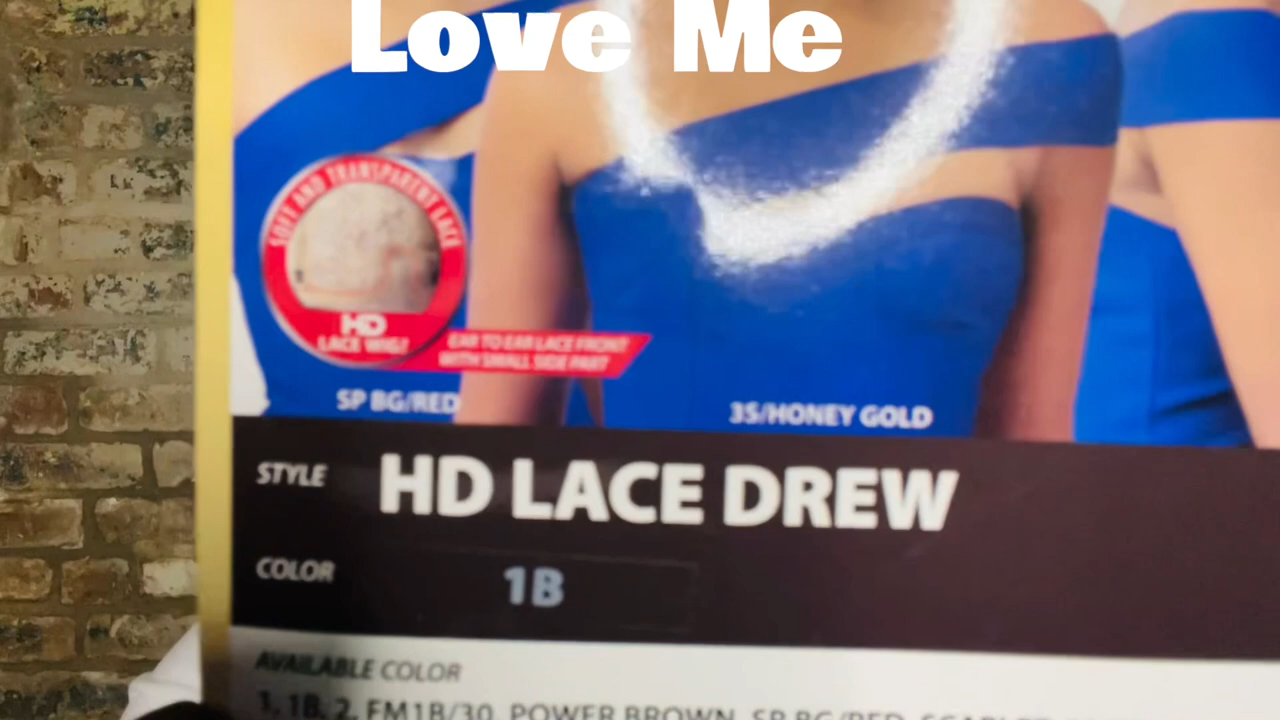 Love Me
SOFT AND TRANSPARENT LACE
HD
LACE WIG!
EAR TO EAR LACE FRONT
WITH SMALL SIDE PART
SP BG/RED
3S/HONEY GOLD
STYLE HD LACE DREW
COLOR 1B
AVAILABLE COLOR
1, 1B, 2, FM1B/30, POWER BROWN, SP BG/RED,